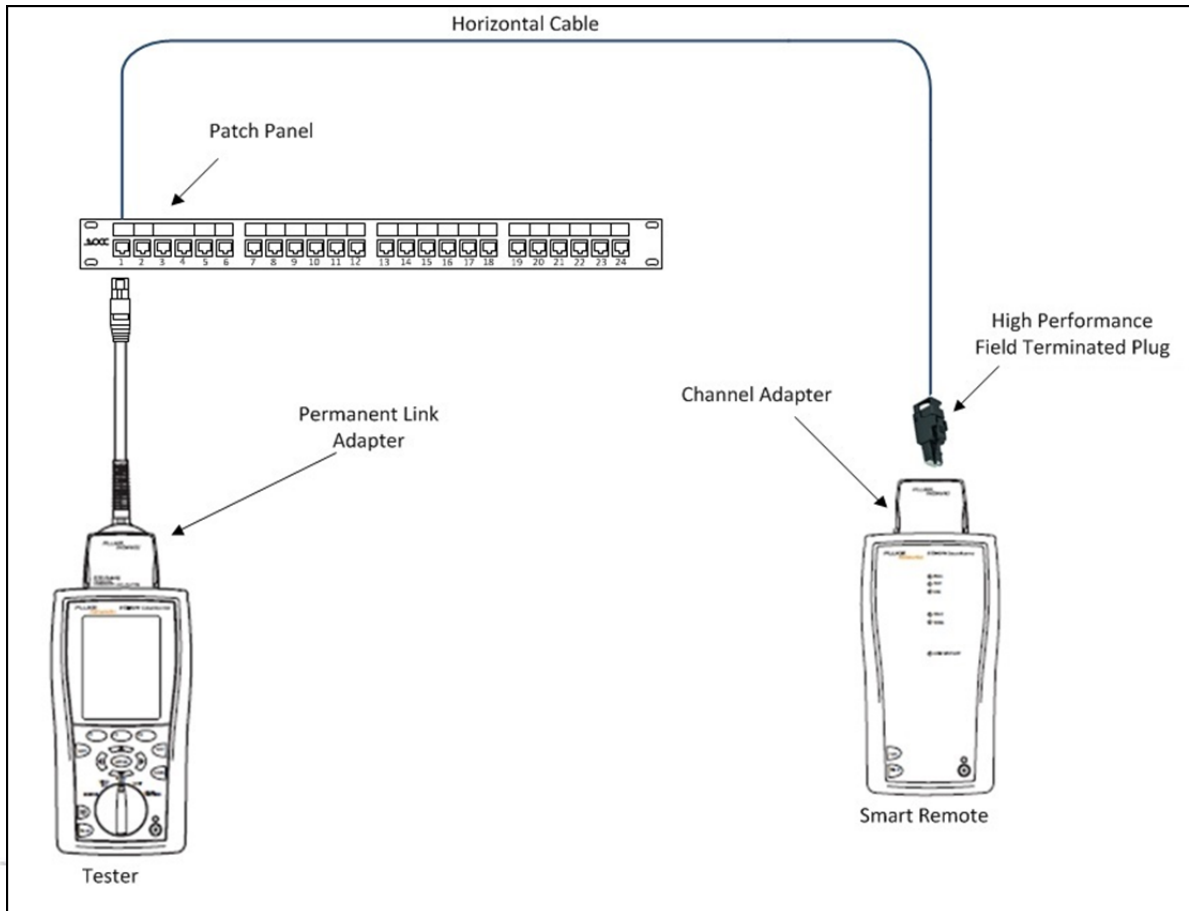 Horizontal Cable
Patch Panel
1 2 3 4 5 6 7 8 9 10 11 12 13 14 15 16 17 18 19 20 21 22 23 24
High Performance
Field Terminated Plug
Channel Adapter
Permanent Link
Adapter
FLUKE
FLUKE
Smart Remote
Tester